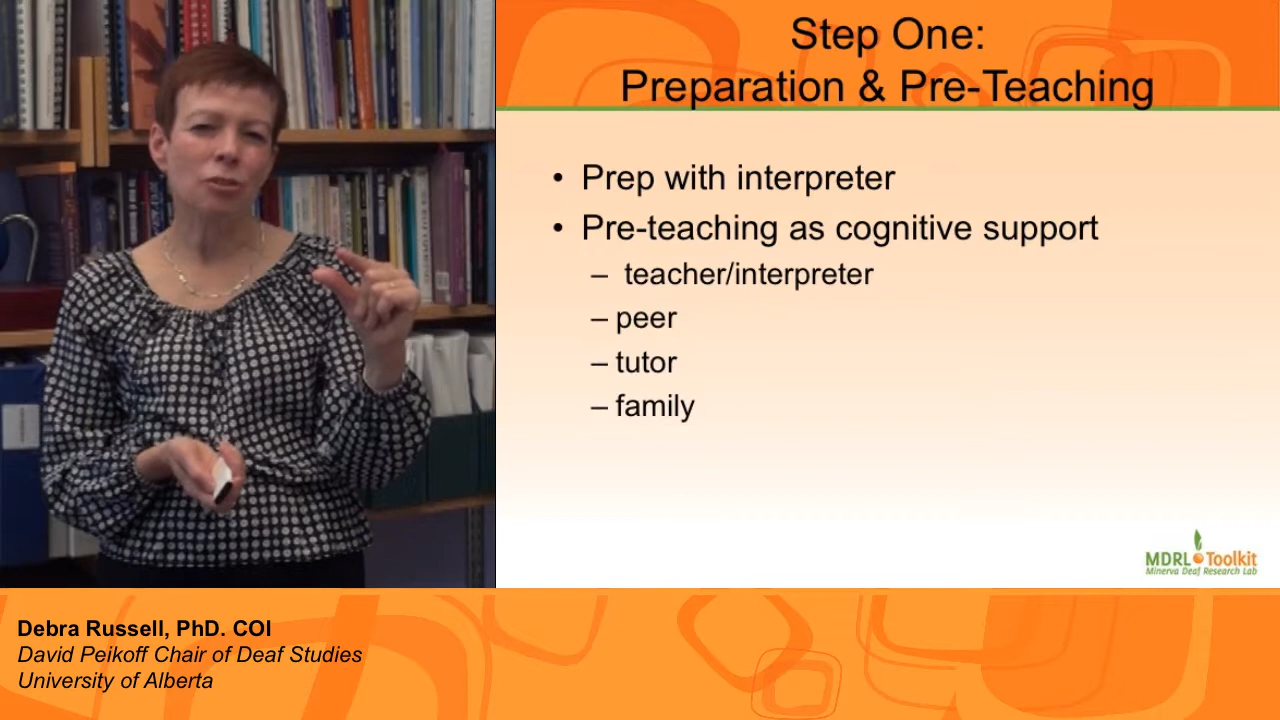 Step One:
Preparation & Pre-Teaching
• Prep with interpreter
• Pre-teaching as cognitive support
– teacher/interpreter
– peer
– tutor
– family
MDRL Toolkit
Minerva Deaf Research Lab
Debra Russell, PhD. COI
David Peikoff Chair of Deaf Studies
University of Alberta